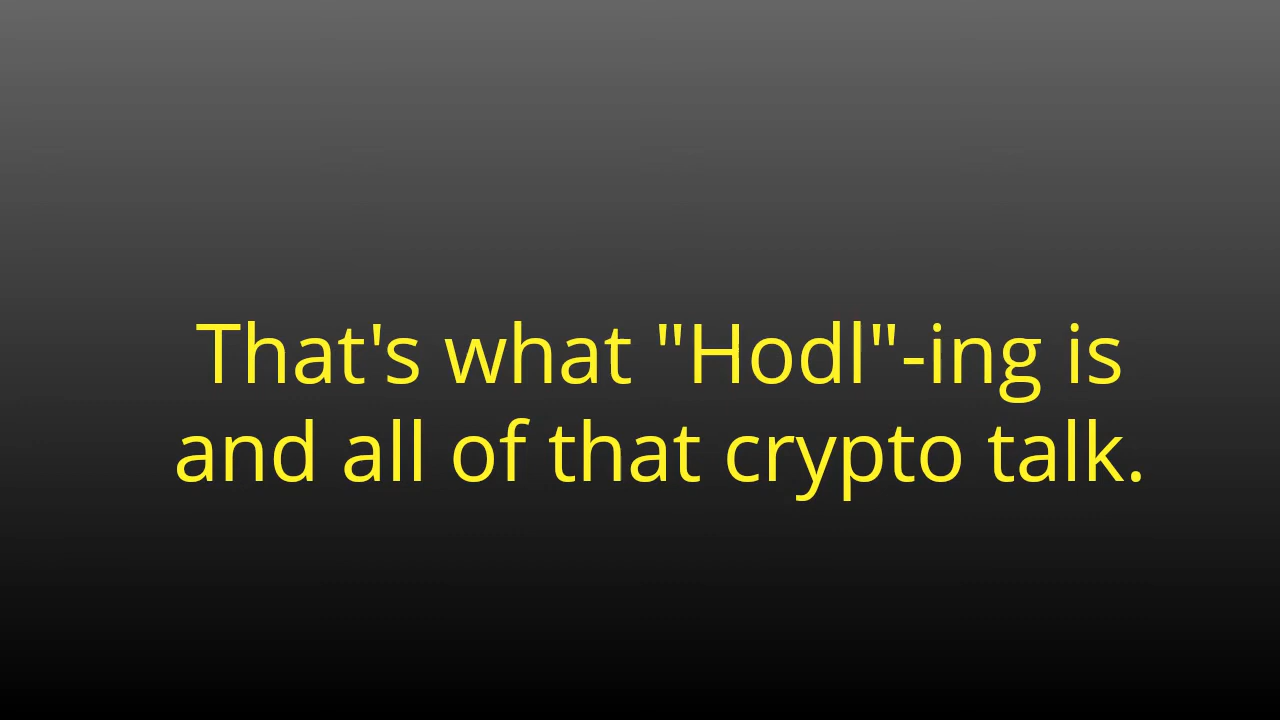 That's what "Hodl"-ing is
and all of that crypto talk.